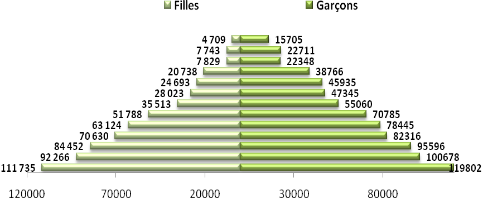 Filles Garçons
4 709 15705
7 743 22711
7 829 22348
20 738 38766
24 693 45935
28 023 47345
35 513 55060
51 788 70785
63 124 78445
70 630 82316
84 452 95596
92 266 100678
111 735 119802
120000 70000 20000 30000 80000